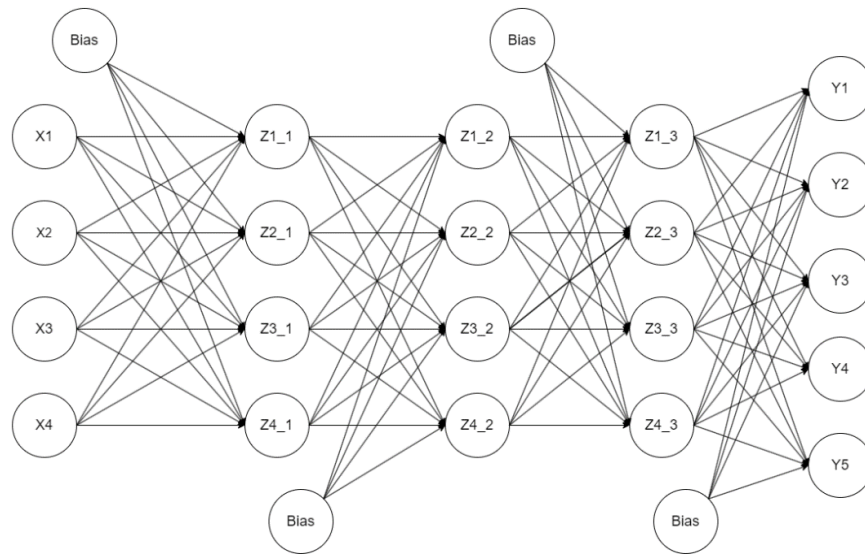 Bias
Bias
Y1
X1
Z1_1
Z1_2
Z1_3
Y2
X2
Z2_1
Z2_2
Z2_3
Y3
X3
Z3_1
Z3_2
Z3_3
Y4
X4
Z4_1
Z4_2
Z4_3
Y5
Bias
Bias